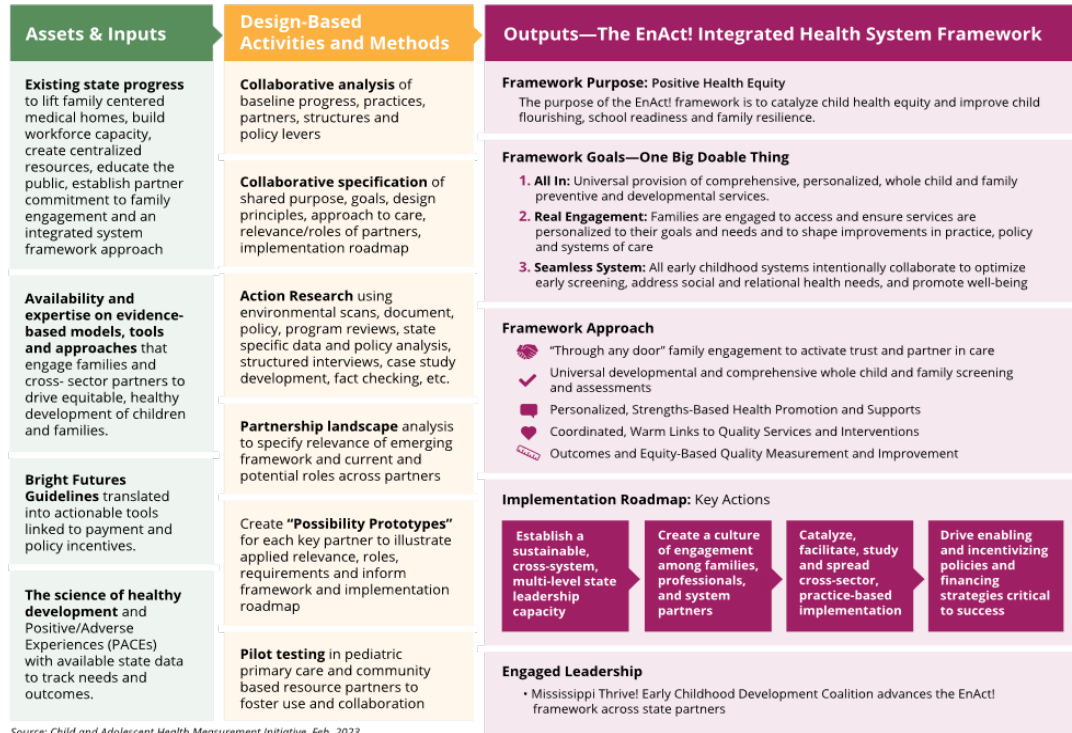 Assets & Inputs
Existing state progress
to lift family centered
medical homes, build
workforce capacity,
create centralized
resources, educate the
public, establish partner
commitment to family
engagement and an
integrated system
framework approach
Availability and
expertise on evidence-
based models, tools
and approaches that
engage families and
cross- sector partners to
drive equitable, healthy
development of children
and families.
Bright Futures
Guidelines translated
into actionable tools
linked to payment and
policy incentives.
The science of healthy
development and
Positive/Adverse
Experiences (PACEs)
with available state data
to track needs and
outcomes.
Design-Based
Activities and Methods
Collaborative analysis of
baseline progress, practices,
partners, structures and
policy levers
Collaborative specification of
shared purpose, goals, design
principles, approach to care,
relevance/roles of partners,
implementation roadmap
Action Research using
environmental scans, document,
policy, program reviews, state
specific data and policy analysis,
structured interviews, case study
development, fact checking, etc.
Partnership landscape analysis
to specify relevance of emerging
framework and current and
potential roles across partners
Create “Possibility Prototypes”
for each key partner to illustrate
applied relevance, roles,
requirements and inform
framework and implementation
roadmap
Pilot testing in pediatric
primary care and community
based resource partners to
foster use and collaboration
Outputs—The EnAct! Integrated Health System Framework
Framework Purpose: Positive Health Equity
The purpose of the EnAct! framework is to catalyze child health equity and improve child
flourishing, school readiness and family resilience.
Framework Goals—One Big Doable Thing
1. All In: Universal provision of comprehensive, personalized, whole child and family
preventive and developmental services.
2. Real Engagement: Families are engaged to access and ensure services are
personalized to their goals and needs and to shape improvements in practice, policy
and systems of care
3. Seamless System: All early childhood systems intentionally collaborate to optimize
early screening, address social and relational health needs, and promote well-being
Framework Approach
“Through any door” family engagement to activate trust and partner in care
Universal developmental and comprehensive whole child and family screening
and assessments
Personalized, Strengths-Based Health Promotion and Supports
Coordinated, Warm Links to Quality Services and Interventions
Outcomes and Equity-Based Quality Measurement and Improvement
Implementation Roadmap: Key Actions
Establish a
sustainable,
cross-system,
multi-level state
leadership
capacity
Create a culture
of engagement
among families,
professionals,
and system
partners
Catalyze,
facilitate, study
and spread
cross-sector,
practice-based
implementation
Drive enabling
and incentivizing
policies and
financing
strategies critical
to success
Engaged Leadership
• Mississippi Thrive! Early Childhood Development Coalition advances the EnAct!
framework across state partners
Source: Child and Adolescent Health Measurement Initiative, Feb. 2023